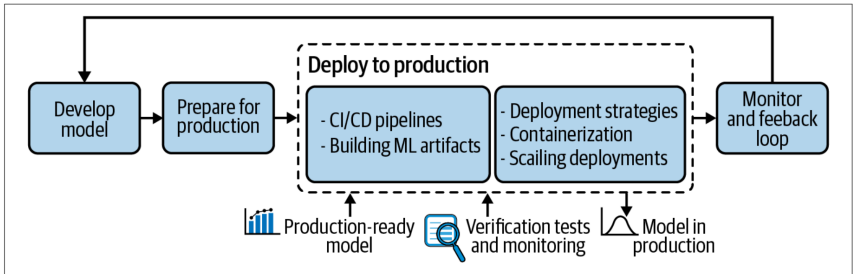 Deploy to production
Develop
model
Prepare for
production
- CI/CD pipelines
- Building ML artifacts
- Deployment strategies
- Containerization
- Scailing deployments
Monitor
and feeback
loop
Production-ready
model
Verification tests
and monitoring
Model in
production